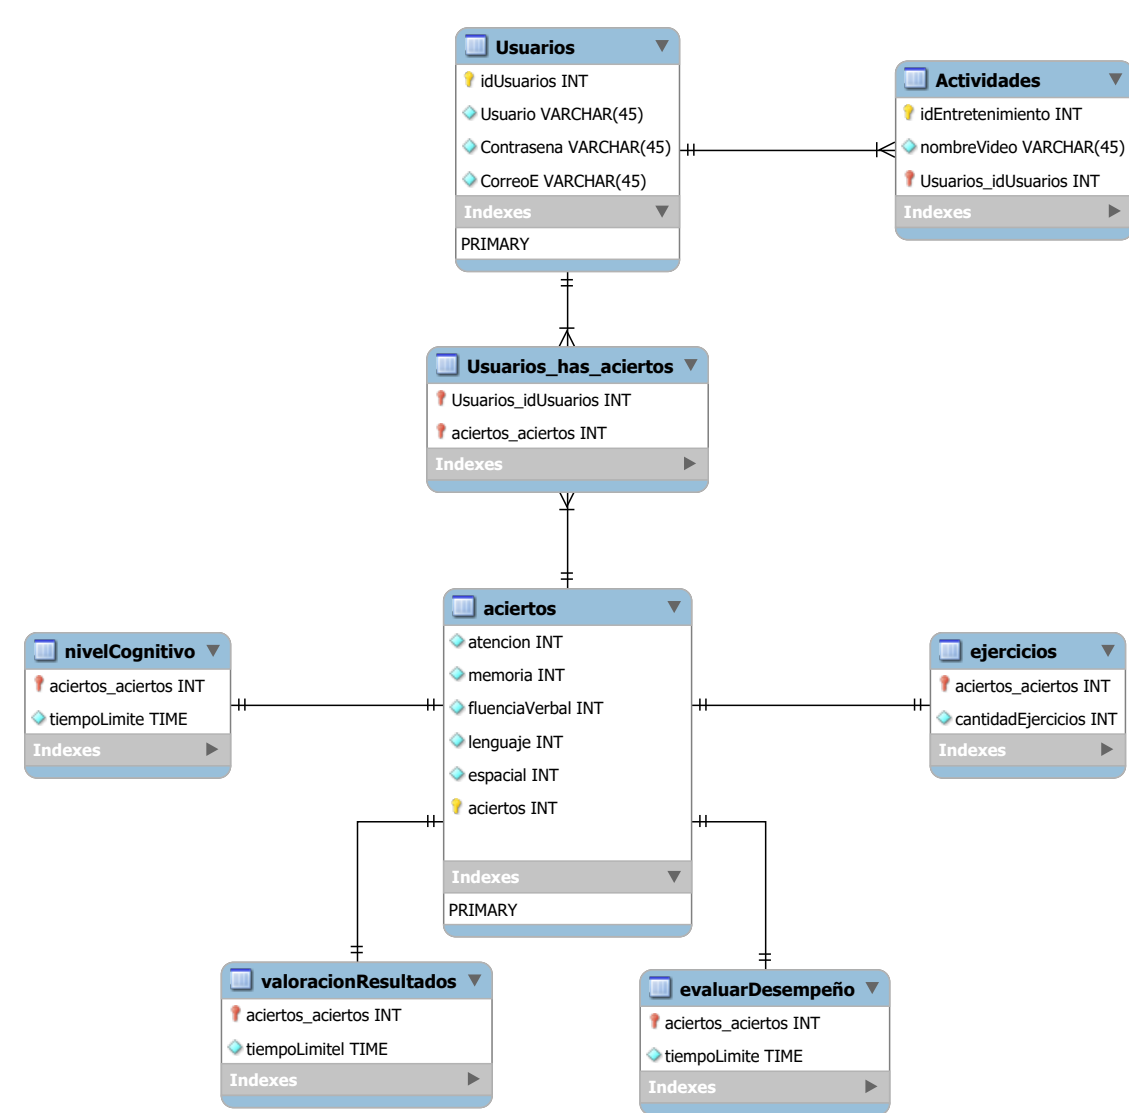 Usuarios
idUsuarios INT
Usuario VARCHAR(45)
Contrasena VARCHAR(45)
CorreoE VARCHAR(45)
Indexes
PRIMARY
Actividades
idEntretenimiento INT
nombreVideo VARCHAR(45)
Usuarios_idUsuarios INT
Indexes
Usuarios_has_aciertos
Usuarios_idUsuarios INT
aciertos_aciertos INT
Indexes
nivelCognitivo
aciertos_aciertos INT
tiempoLimite TIME
Indexes
aciertos
atencion INT
memoria INT
fluenciaVerbal INT
lenguaje INT
espacial INT
aciertos INT
Indexes
PRIMARY
ejercicios
aciertos_aciertos INT
cantidadEjercicios INT
Indexes
valoracionResultados
aciertos_aciertos INT
tiempoLimitel TIME
Indexes
evaluarDesempeño
aciertos_aciertos INT
tiempoLimite TIME
Indexes